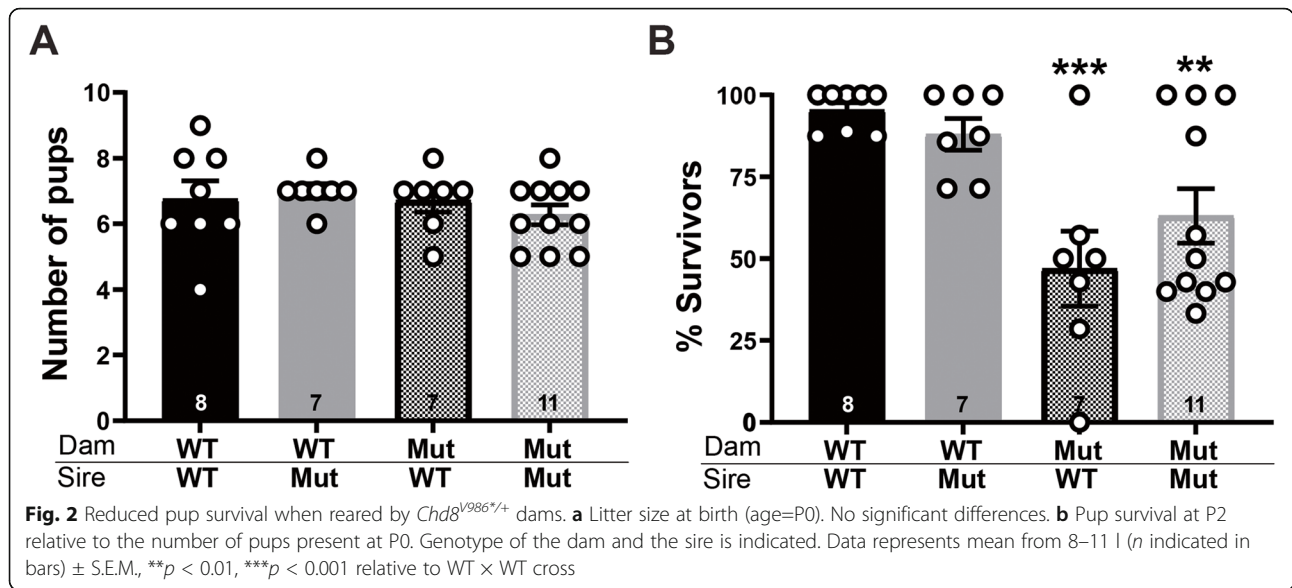 A
Number of pups
10
8
6
4
2
0
8 7 7 11
Dam WT WT Mut Mut
Sire WT Mut WT Mut
B
% Survivors
*** **
100
75
50
25
0
8 7 7 11
Dam WT WT Mut Mut
Sire WT Mut WT Mut
Fig. 2 Reduced pup survival when reared by Chd8V986*/+ dams. a Litter size at birth (age=P0). No significant differences. b Pup survival at P2
relative to the number of pups present at P0. Genotype of the dam and the sire is indicated. Data represents mean from 8–11 l (n indicated in
bars) ± S.E.M., **p < 0.01, ***p < 0.001 relative to WT × WT cross